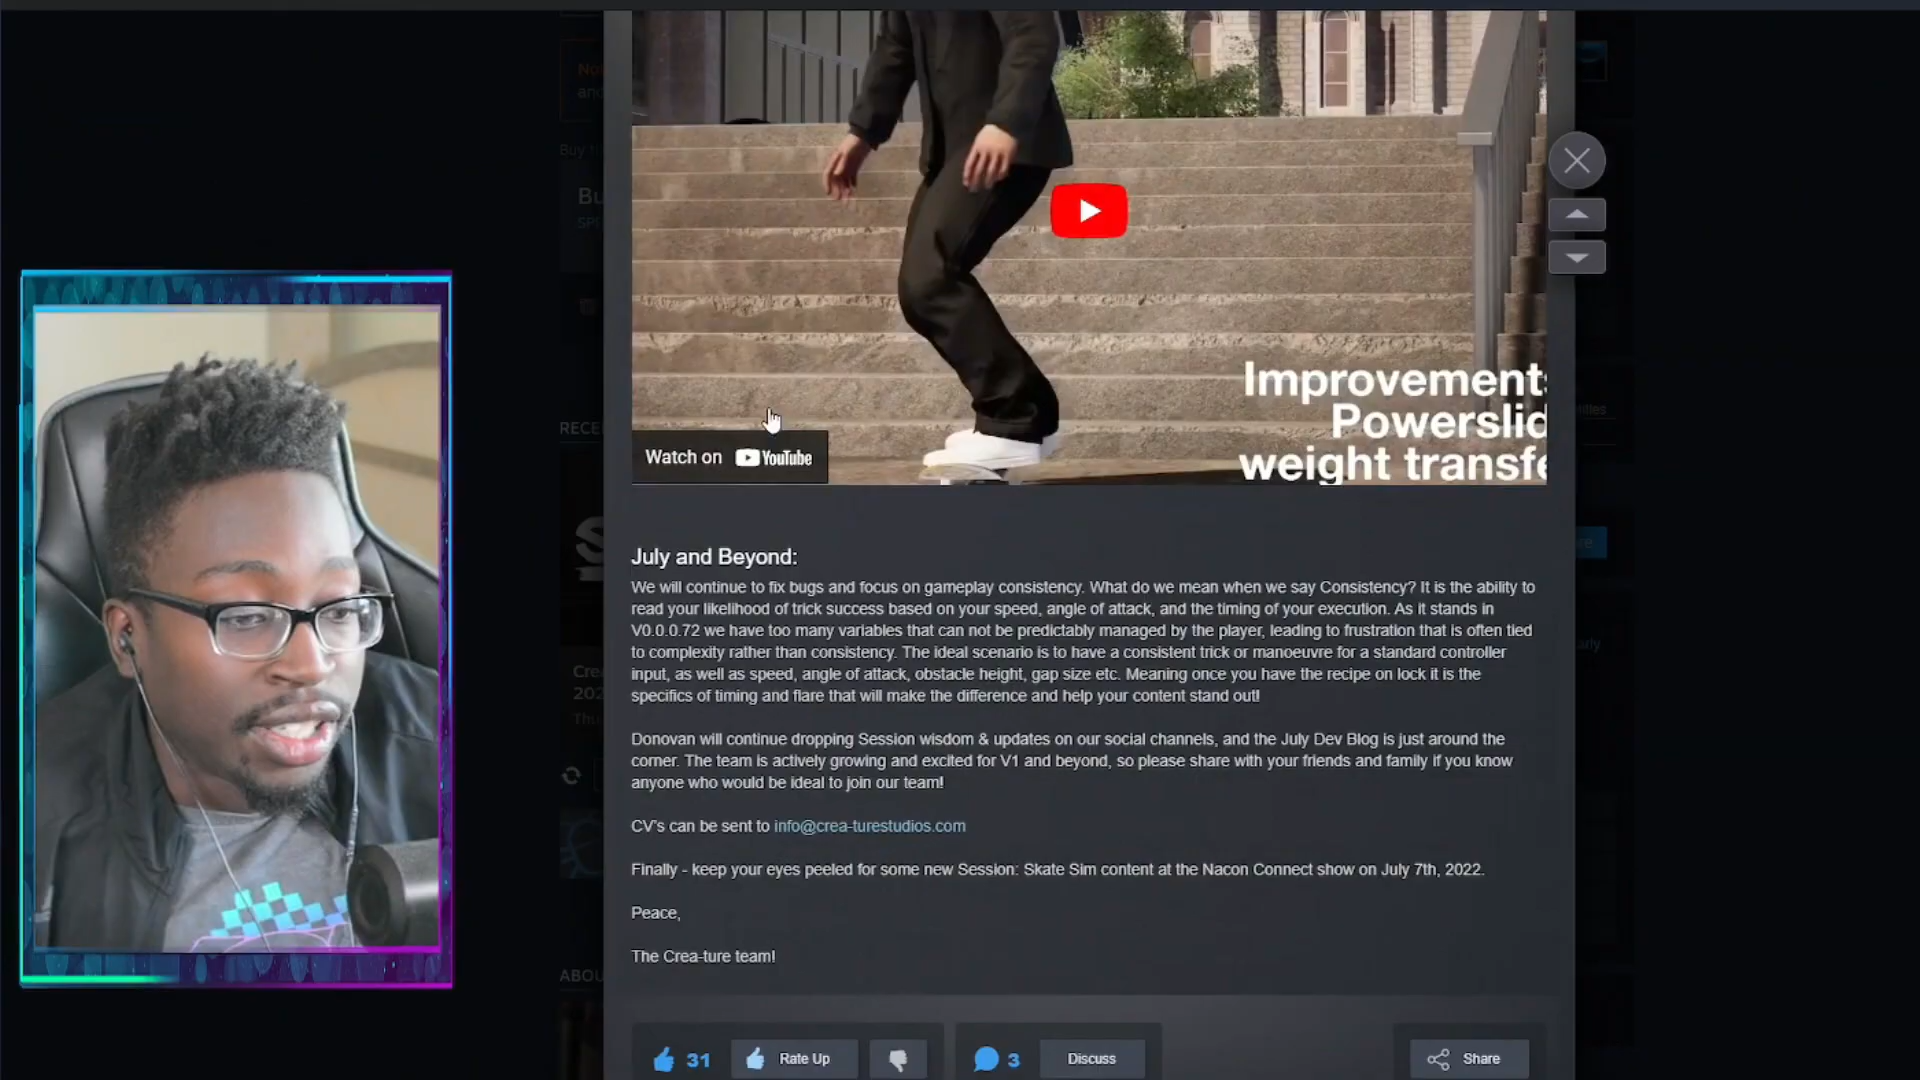 Improvement
Powerslid
weight transfe
Watch on YouTube
July and Beyond:
We will continue to fix bugs and focus on gameplay consistency. What do we mean when we say Consistency? It is the ability to
read your likelihood of trick success based on your speed, angle of attack, and the timing of your execution. As it stands in
V0.0.0.72 we have too many variables that can not be predictably managed by the player, leading to frustration that is often tied
to complexity rather than consistency. The ideal scenario is to have a consistent trick or manoeuvre for a standard controller
input, as well as speed, angle of attack, obstacle height, gap size etc. Meaning once you have the recipe on lock it is the
specifics of timing and flare that will make the difference and help your content stand out!
Donovan will continue dropping Session wisdom & updates on our social channels, and the July Dev Blog is just around the
corner. The team is actively growing and excited for V1 and beyond, so please share with your friends and family if you know
anyone who would be ideal to join our team!
CV's can be sent to info@crea-turestudios.com
Finally - keep your eyes peeled for some new Session: Skate Sim content at the Nacon Connect show on July 7th, 2022.
Peace,
The Crea-ture team!
31 Rate Up 3 Discuss Share
Buy
Bu
RECE
Cre
202
Thu
ABOU